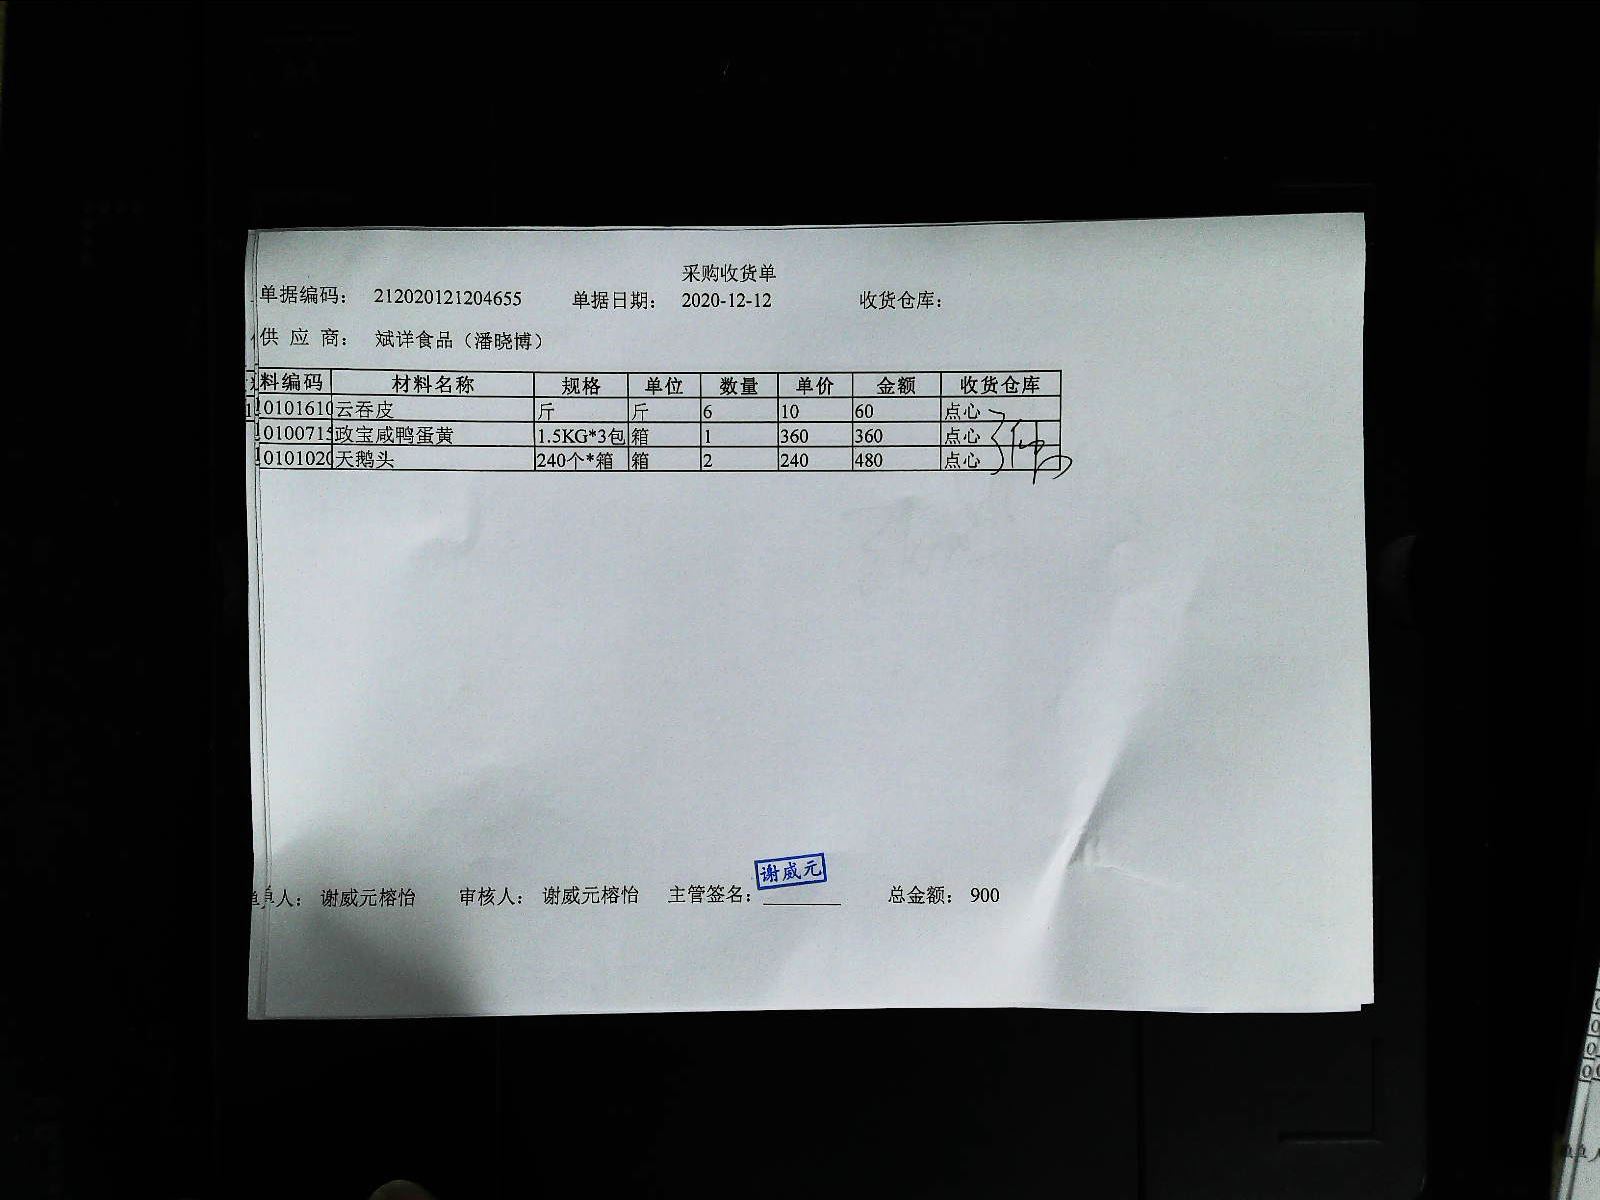 采购收货单
单据编码： 212020121204655 单据日期： 2020-12-12 收货仓库：
供 应 商： 斌详食品（潘晓博）
料编码 材料名称 规格 单位 数量 单价 金额 收货仓库
0101610 云吞皮 斤 斤 6 10 60 点心
0100715 政宝咸鸭蛋黄 1.5KG*3包 箱 1 360 360 点心
0101020 天鹅头 240个*箱 箱 2 240 480 点心
谢威元
单人： 谢威元榕怡 审核人： 谢威元榕怡 主管签名： 总金额： 900